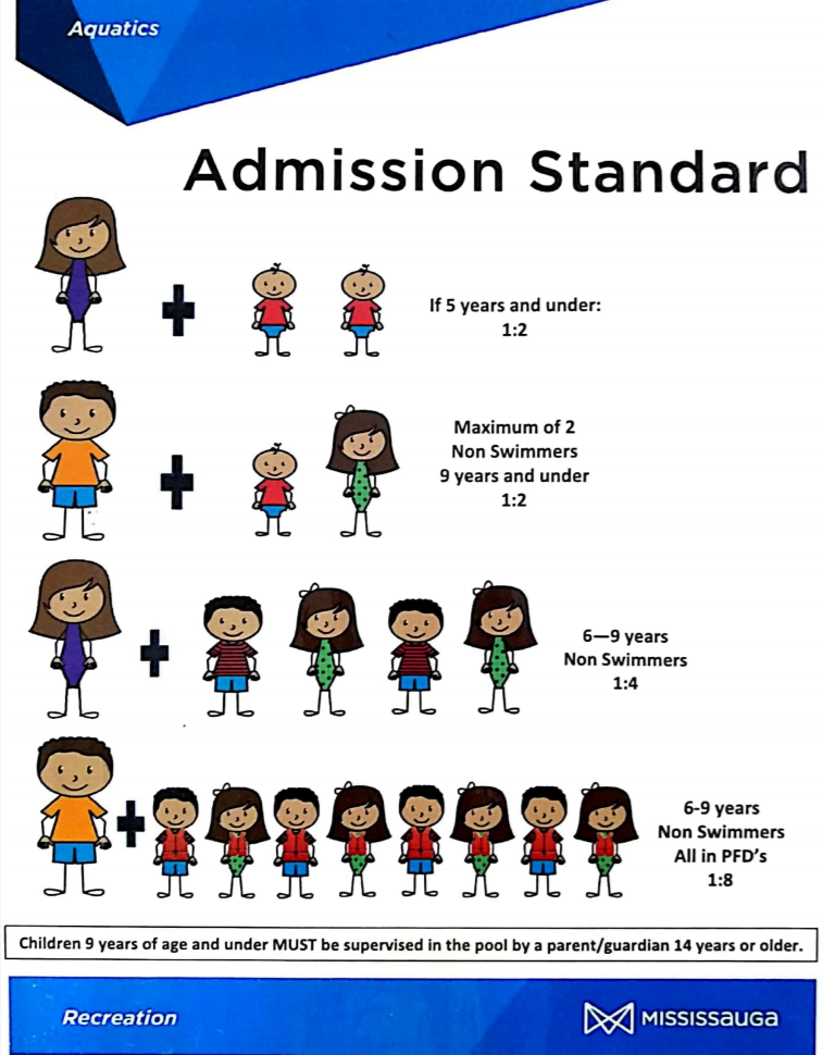 Aquatics
Admission Standard
If 5 years and under:
1:2
Maximum of 2
Non Swimmers
9 years and under
1:2
6—9 years
Non Swimmers
1:4
6-9 years
Non Swimmers
All in PFD's
1:8
Children 9 years of age and under MUST be supervised in the pool by a parent/guardian 14 years or older.
Recreation
MISSISSauGa